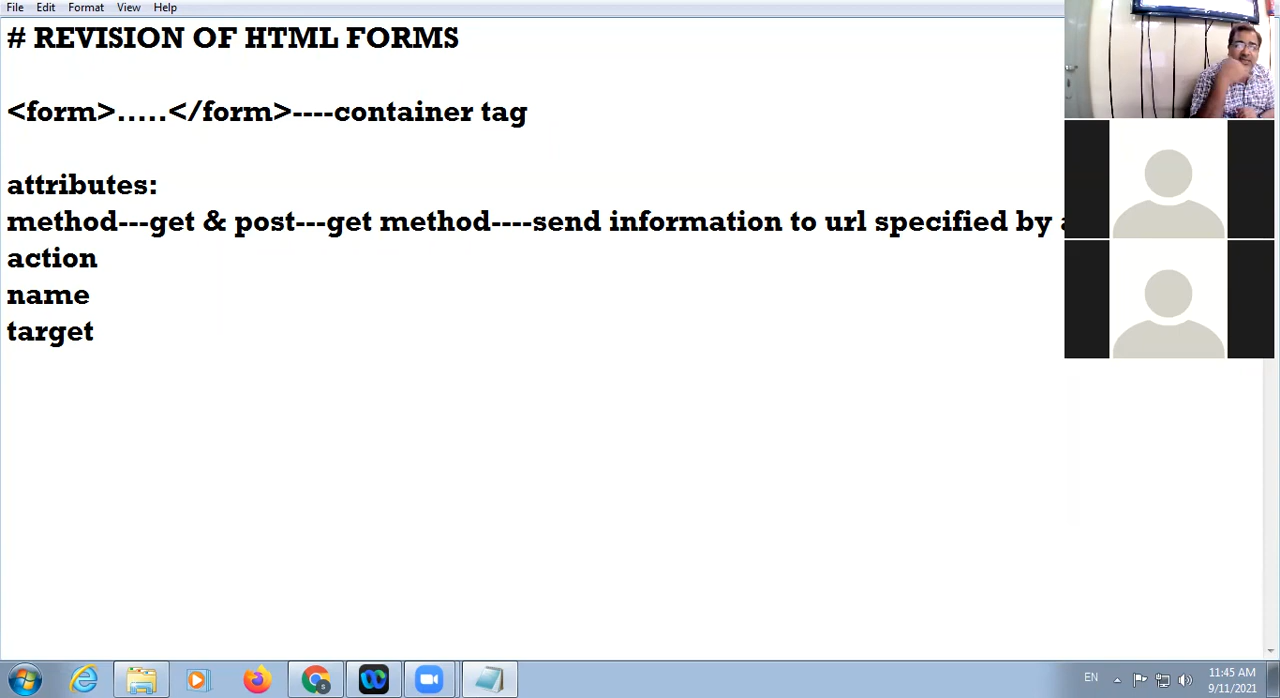 File Edit Format View Help
# REVISION OF HTML FORMS
<form>.....</form>----container tag
attributes:
method---get & post---get method----send information to url specified by
action
name
target
EN
11:45 AM
9/11/2021